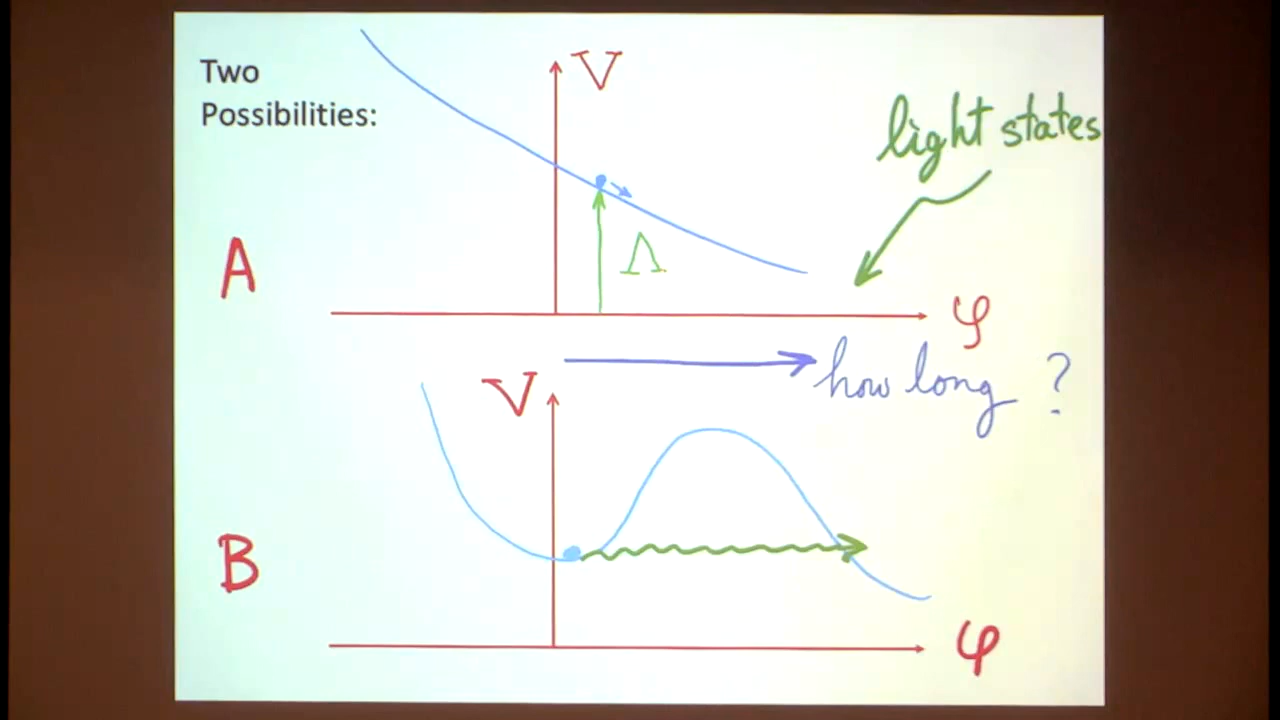 Two
Possibilities:
V
light states
A
Λ
φ
how long ?
V
B
φ